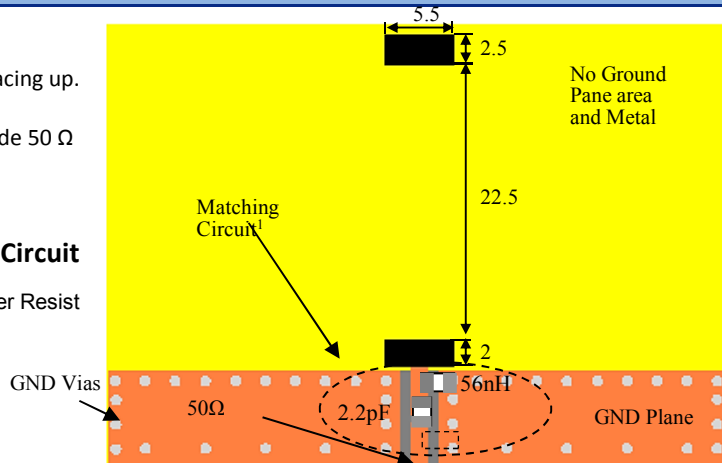 5.5
2.5
acing up.
No Ground
Pane area
and Metal
de 50 Ω
22.5
Matching
Circuit¹
Circuit
er Resist
2
GND Vias
56nH
50Ω
2.2pF
GND Plane